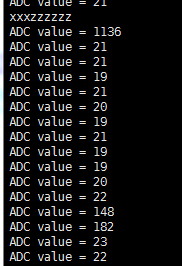 ADC value = 21
xxxzzzzzz
ADC value = 1136
ADC value = 21
ADC value = 21
ADC value = 19
ADC value = 21
ADC value = 20
ADC value = 19
ADC value = 21
ADC value = 19
ADC value = 19
ADC value = 20
ADC value = 22
ADC value = 148
ADC value = 182
ADC value = 23
ADC value = 22